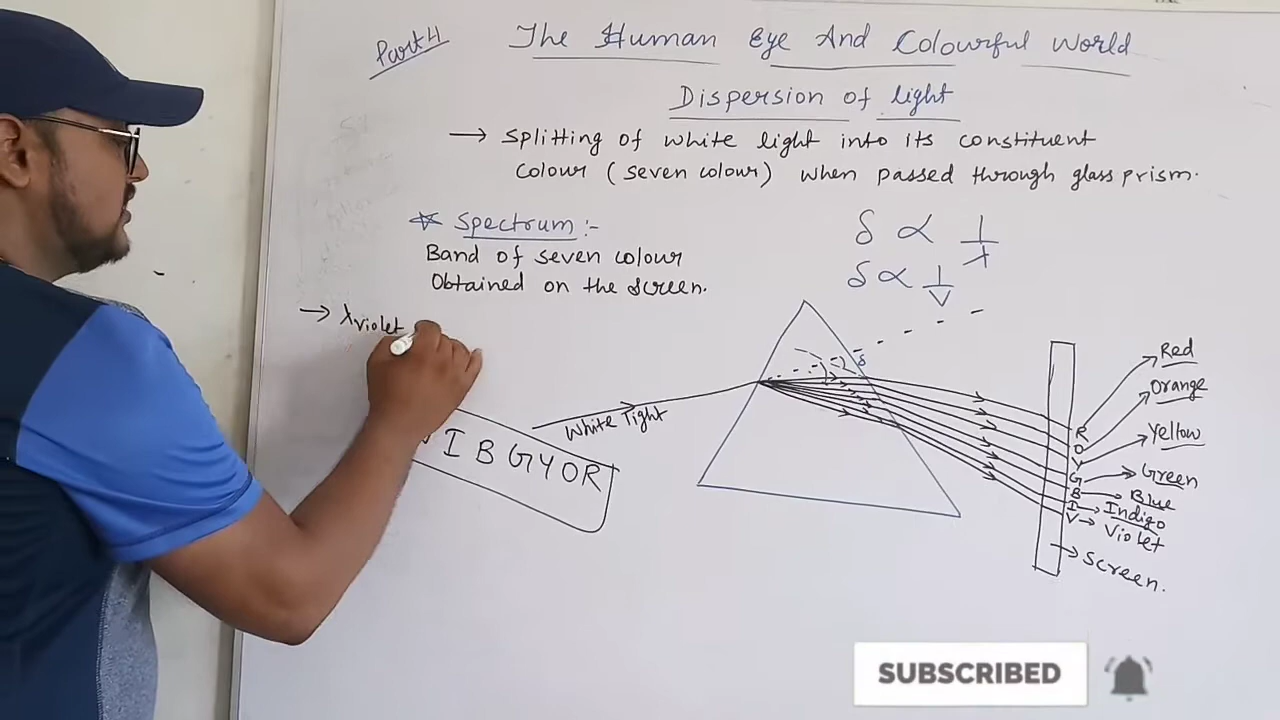 Part 4
The Human Eye And Colourful World
Dispersion of light
→ Splitting of white light into its constituent
Colour (seven colour) when passed through glass prism.
Spectrum :-
Band of seven colour
Obtained on the screen.
δ ∝ 1/λ
δ ∝ 1/V
→ λviolet
δ
White light
VIBGYOR
R Red
O Orange
Y Yellow
G → Green
B → Blue
I → Indigo
V → Violet
→ Screen.
SUBSCRIBED